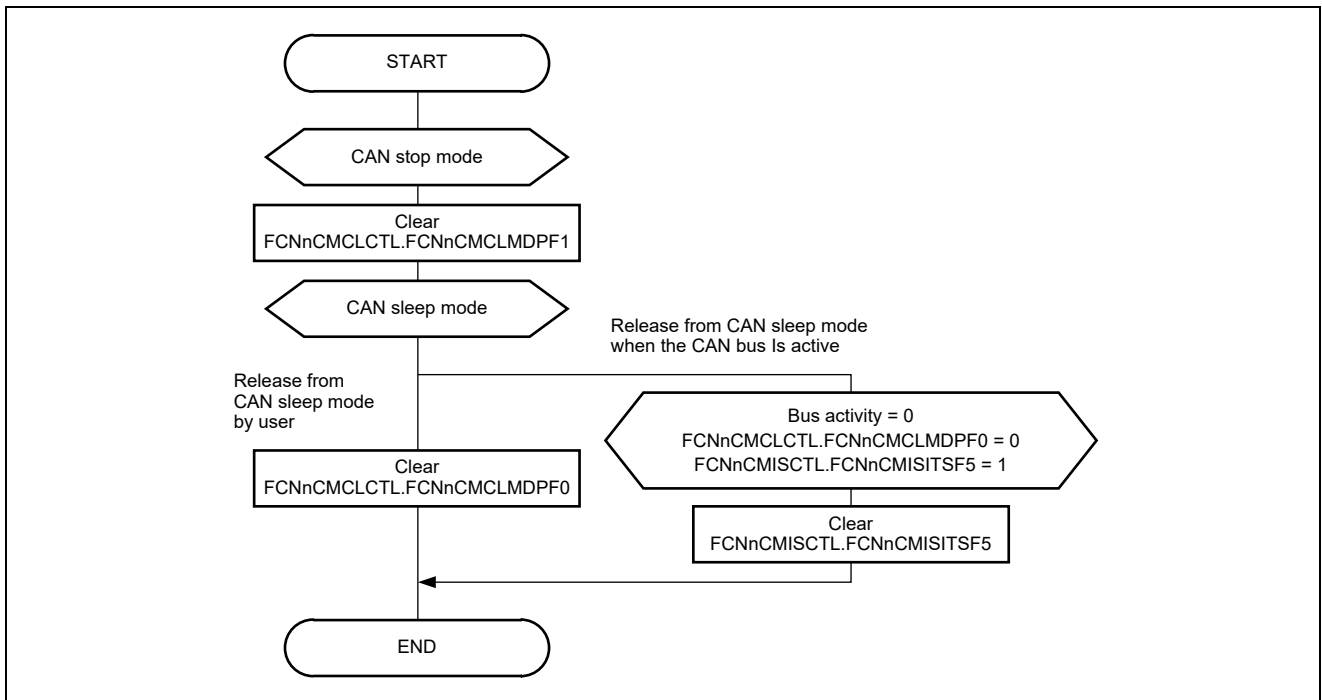 START
CAN stop mode
Clear
FCNnCMCLCTL.FCNnCMCLMDPF1
CAN sleep mode
Release from CAN sleep mode
when the CAN bus Is active
Release from
CAN sleep mode
by user
Bus activity = 0
FCNnCMCLCTL.FCNnCMCLMDPF0 = 0
FCNnCMISCTL.FCNnCMISITSF5 = 1
Clear
FCNnCMCLCTL.FCNnCMCLMDPF0
Clear
FCNnCMISCTL.FCNnCMISITSF5
END